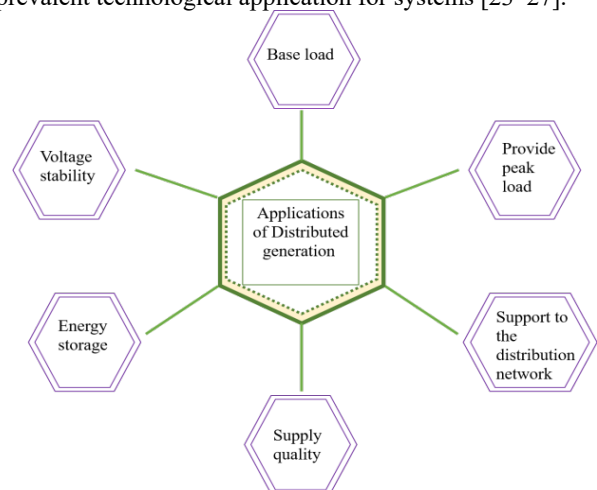 prevalent technological application for systems [25–27].
Base load
Voltage
stability
Provide
peak
load
Applications
of Distributed
generation
Energy
storage
Support to
the
distribution
network
Supply
quality